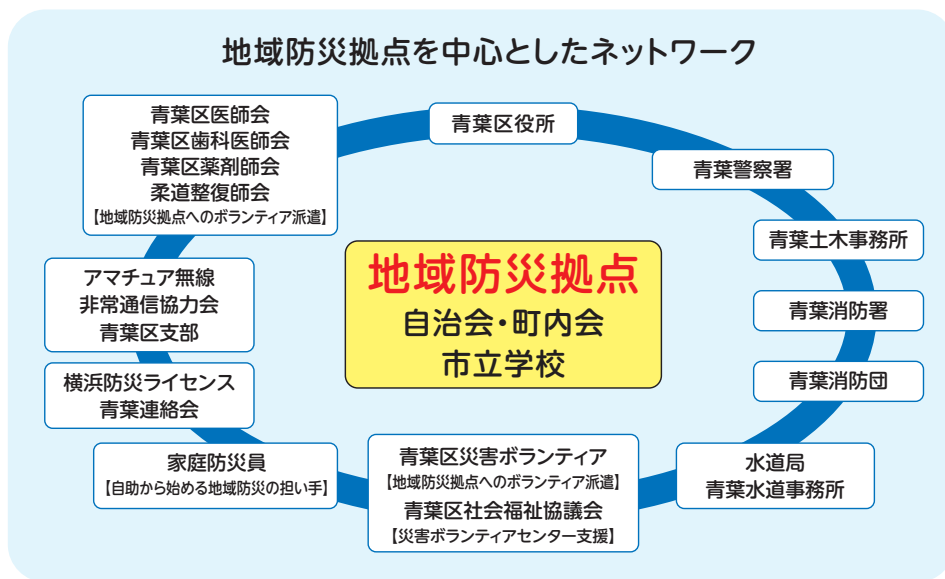 地域防災拠点を中心としたネットワーク
青葉区医師会
青葉区歯科医師会
青葉区薬剤師会
柔道整復師会
【地域防災拠点へのボランティア派遣】
青葉区役所
青葉警察署
青葉土木事務所
青葉消防署
青葉消防団
水道局
青葉水道事務所
青葉区災害ボランティア
【地域防災拠点へのボランティア派遣】
青葉区社会福祉協議会
【災害ボランティアセンター支援】
家庭防災員
【自助から始める地域防災の担い手】
横浜防災ライセンス
青葉連絡会
アマチュア無線
非常通信協力会
青葉区支部
地域防災拠点
自治会・町内会
市立学校